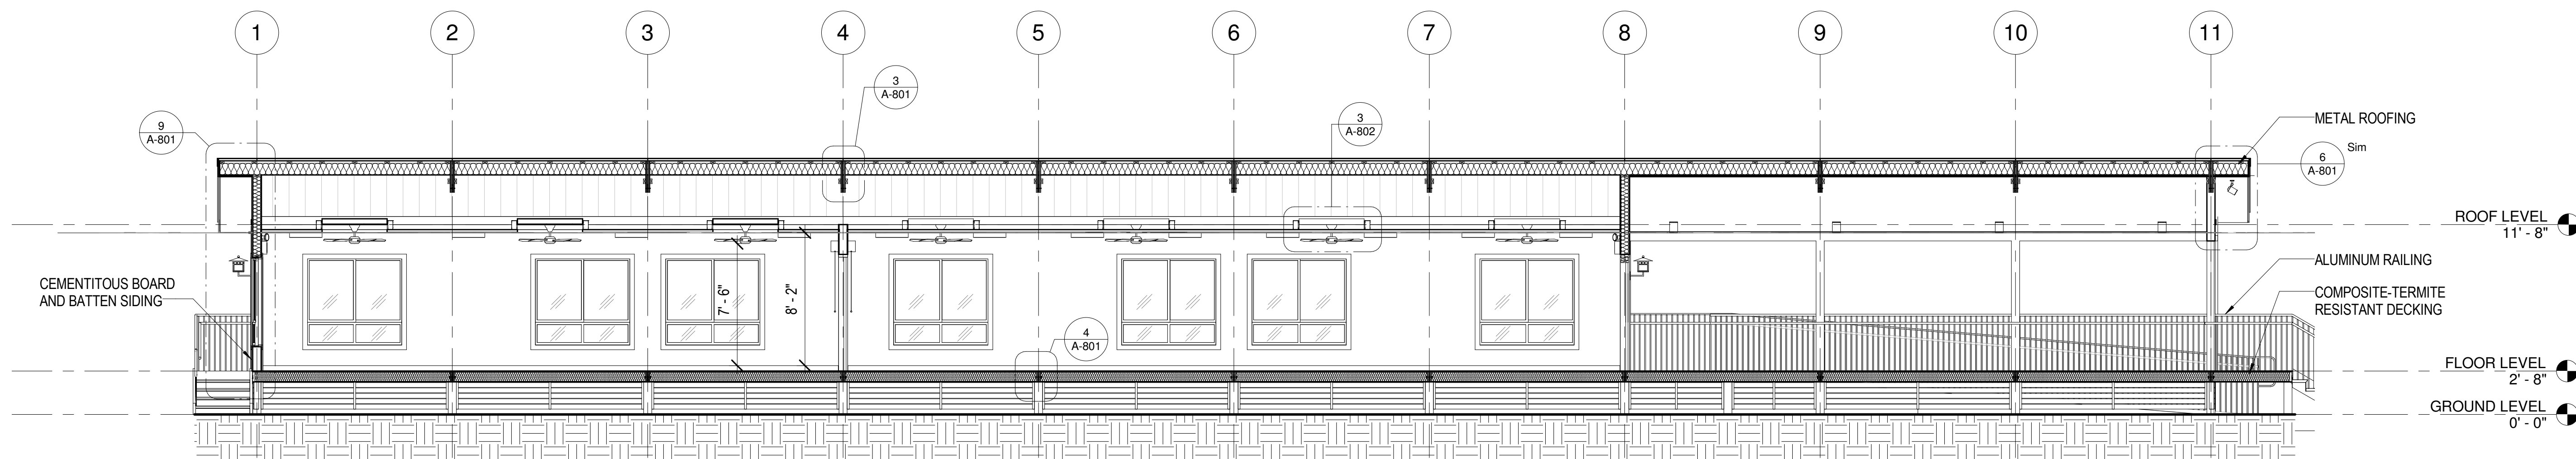 1
2
3
4
5
6
7
8
9
10
11
3
A-801
9
A-801
3
A-802
METAL ROOFING
Sim
6
A-801
ROOF LEVEL
11' - 8"
CEMENTITOUS BOARD
AND BATTEN SIDING
7' - 6"
8' - 2"
ALUMINUM RAILING
COMPOSITE-TERMITE
RESISTANT DECKING
4
A-801
FLOOR LEVEL
2' - 8"
GROUND LEVEL
0' - 0"